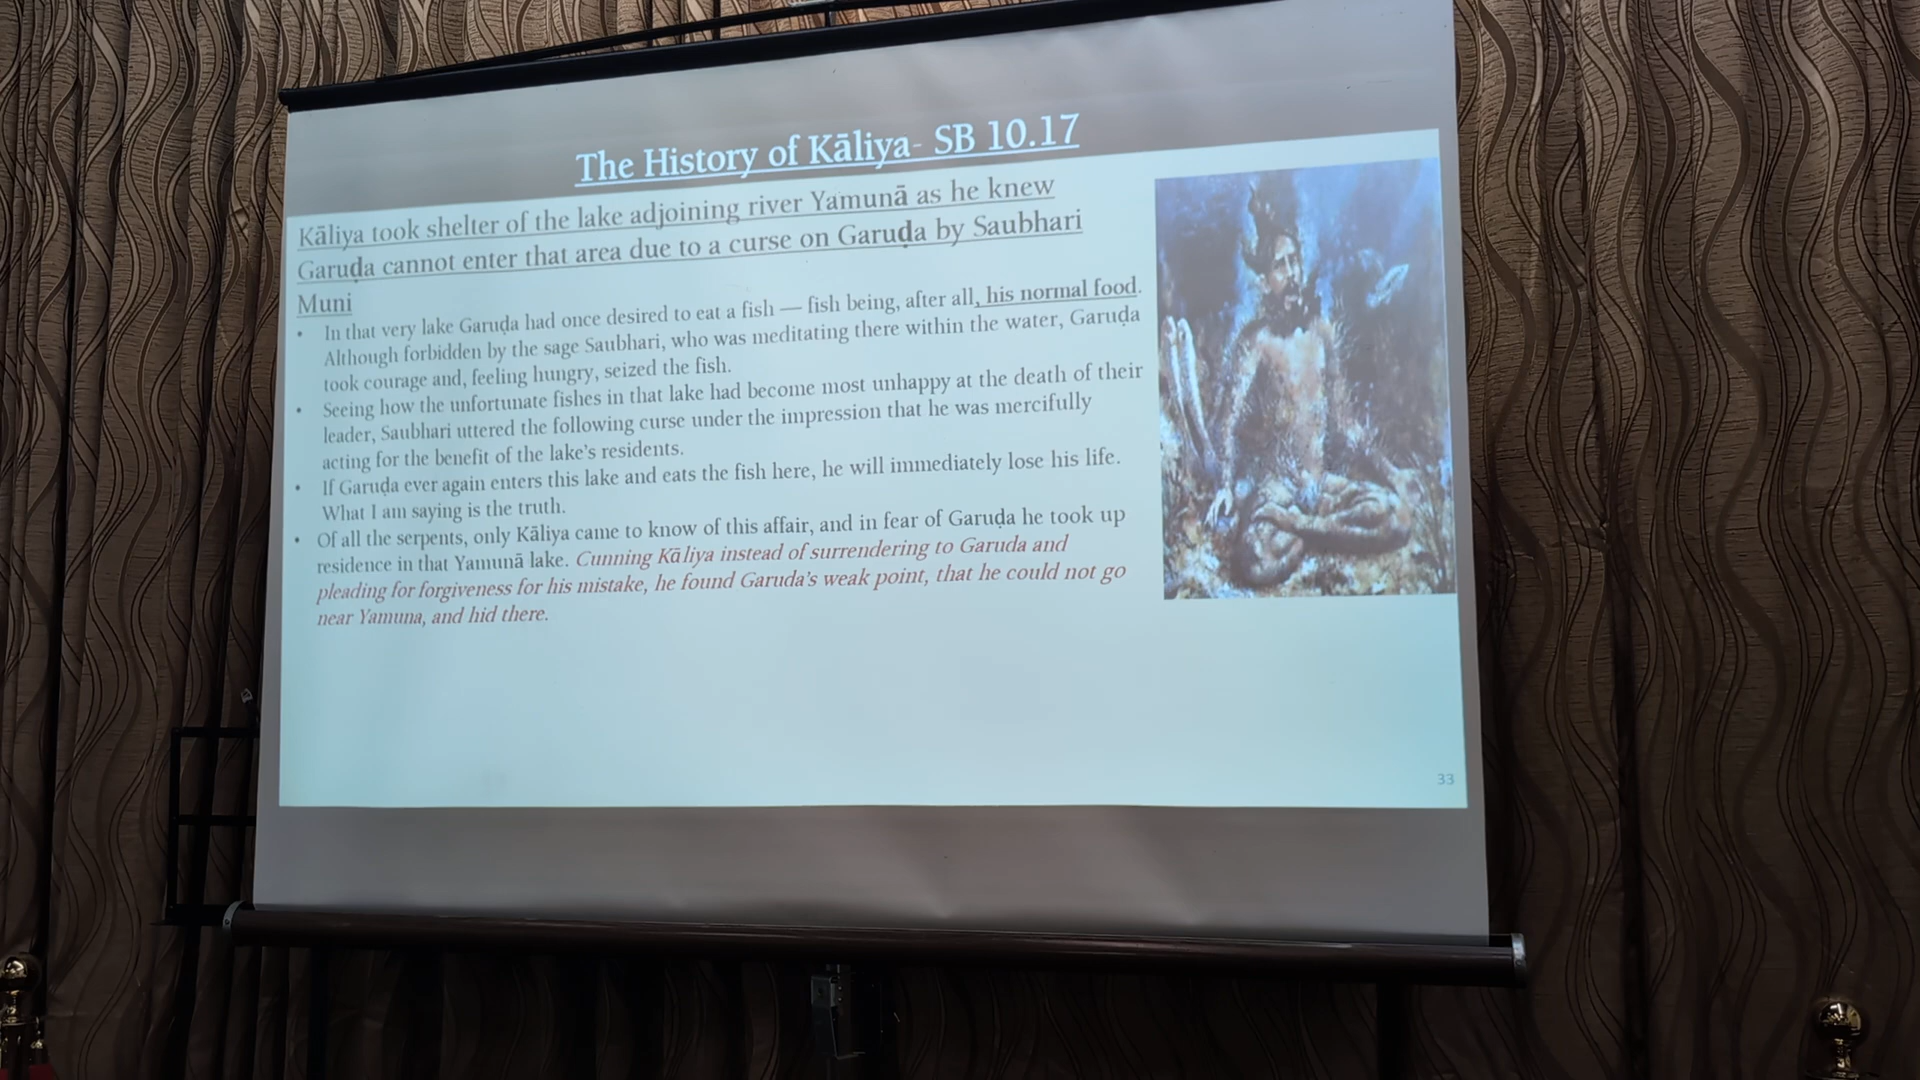 The History of Kāliya- SB 10.17
Kāliya took shelter of the lake adjoining river Yamunā as he knew
Garuḍa cannot enter that area due to a curse on Garuḍa by Saubhari
Muni
• In that very lake Garuḍa had once desired to eat a fish — fish being, after all, his normal food.
Although forbidden by the sage Saubhari, who was meditating there within the water, Garuḍa
took courage and, feeling hungry, seized the fish.
• Seeing how the unfortunate fishes in that lake had become most unhappy at the death of their
leader, Saubhari uttered the following curse under the impression that he was mercifully
acting for the benefit of the lake's residents.
• If Garuḍa ever again enters this lake and eats the fish here, he will immediately lose his life.
What I am saying is the truth.
• Of all the serpents, only Kāliya came to know of this affair, and in fear of Garuḍa he took up
residence in that Yamunā lake. Cunning Kāliya instead of surrendering to Garuda and
pleading for forgiveness for his mistake, he found Garuda's weak point, that he could not go
near Yamuna, and hid there.
33